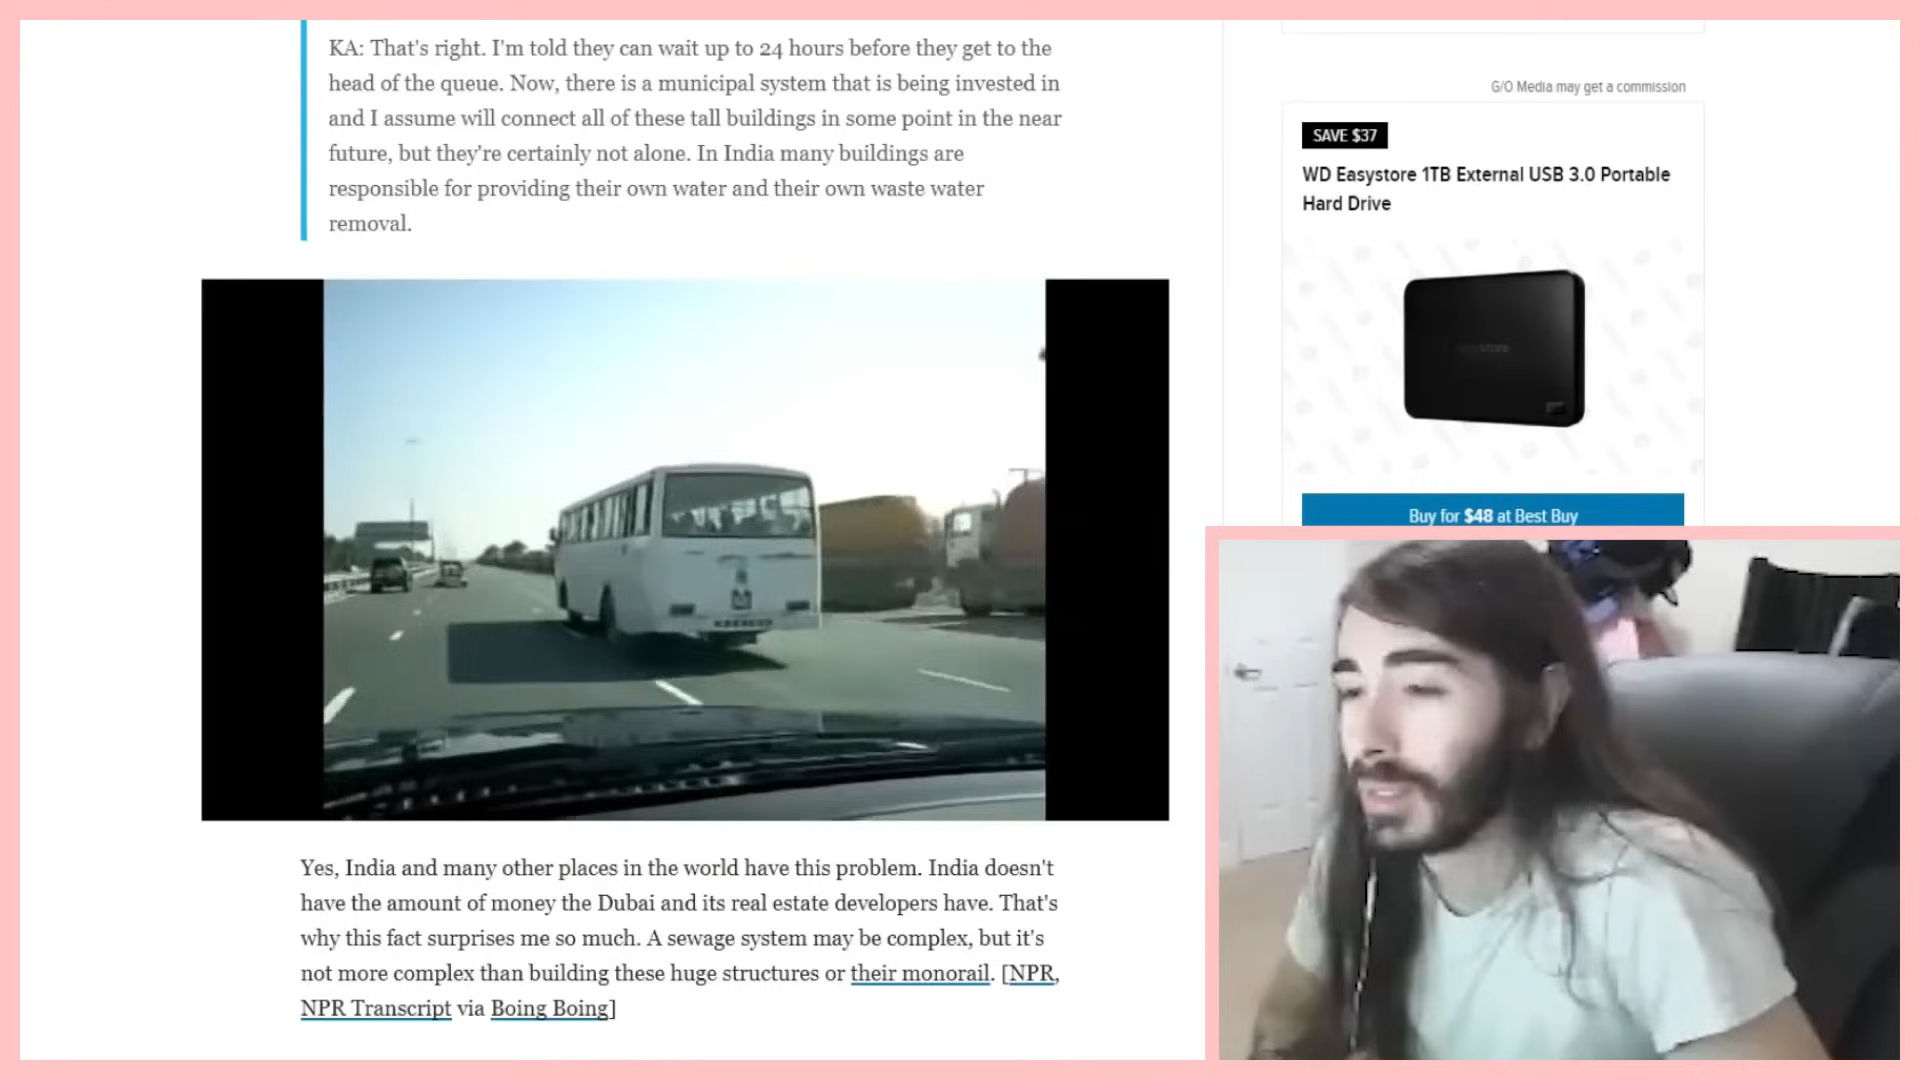 KA: That's right. I'm told they can wait up to 24 hours before they get to the
head of the queue. Now, there is a municipal system that is being invested in
and I assume will connect all of these tall buildings in some point in the near
future, but they're certainly not alone. In India many buildings are
responsible for providing their own water and their own waste water
removal.
Yes, India and many other places in the world have this problem. India doesn't
have the amount of money the Dubai and its real estate developers have. That's
why this fact surprises me so much. A sewage system may be complex, but it's
not more complex than building these huge structures or their monorail. [NPR,
NPR Transcript via Boing Boing]
G/O Media may get a commission
SAVE $37
WD Easystore 1TB External USB 3.0 Portable
Hard Drive
Buy for $48 at Best Buy